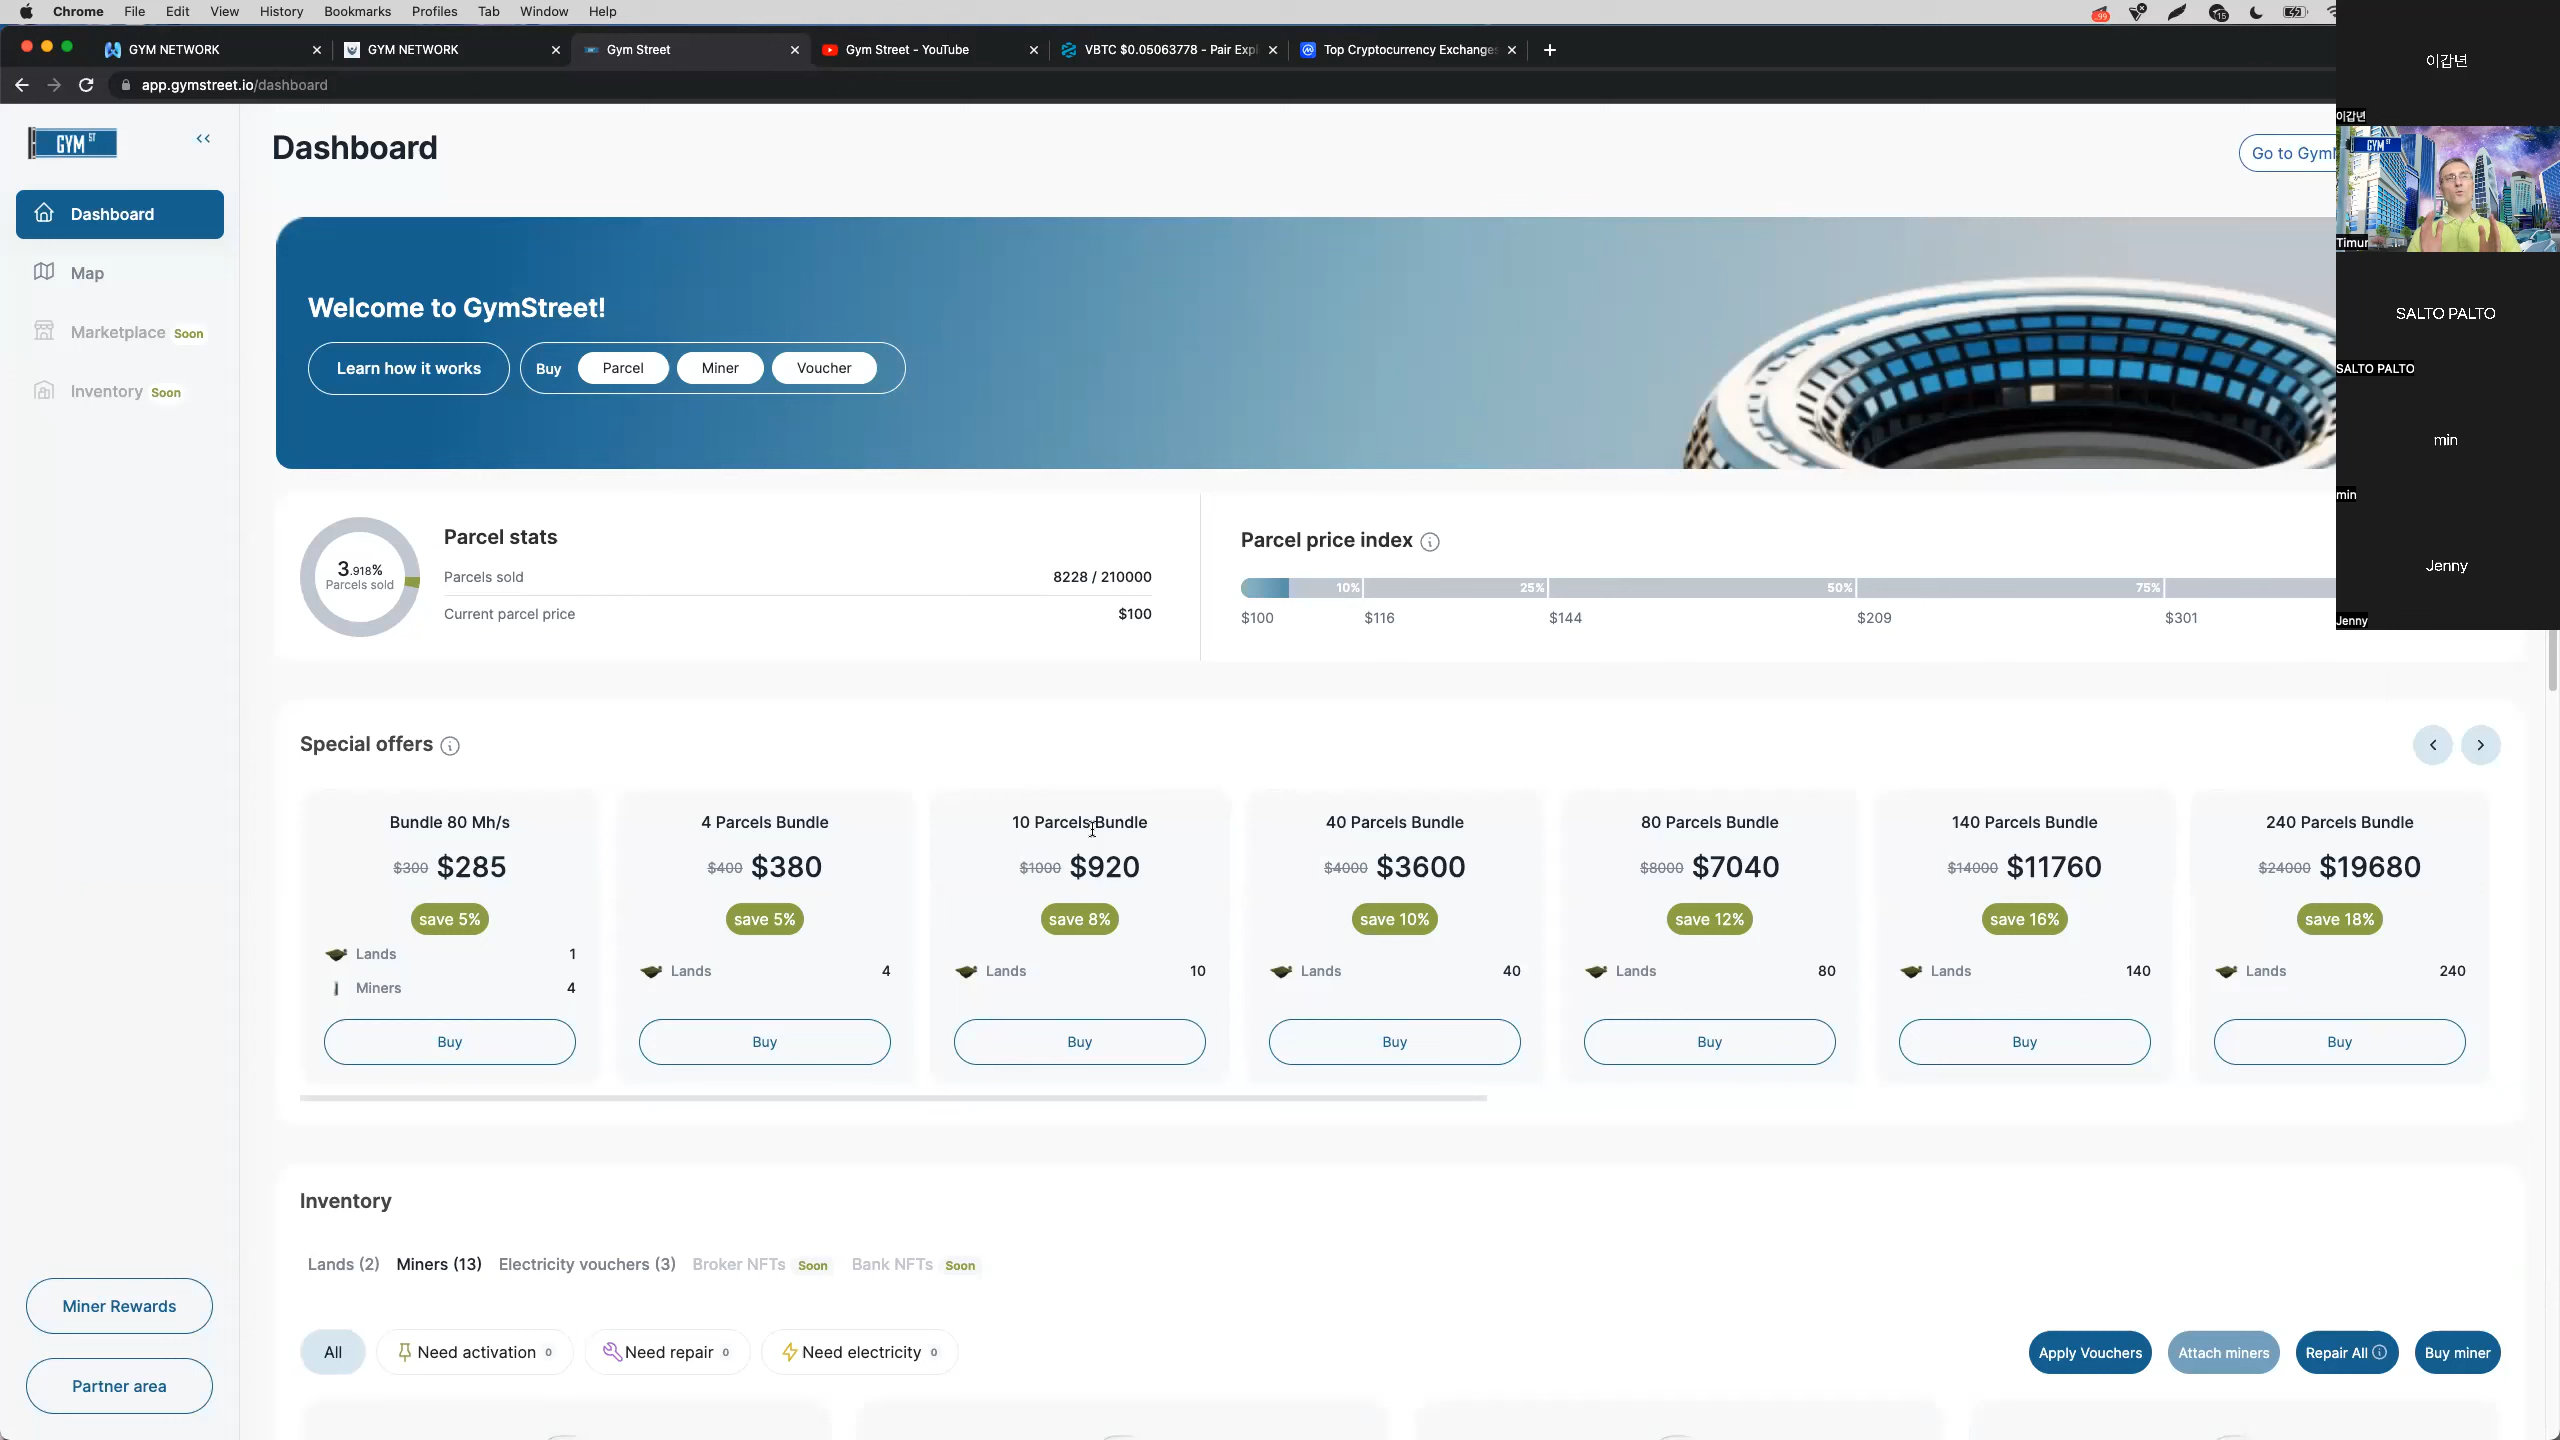 Chrome File Edit View History Bookmarks Profiles Tab Window Help
99 15
GYM NETWORK GYM NETWORK Gym Street Gym Street - YouTube VBTC $0.05063778 - Pair Expl Top Cryptocurrency Exchanges
app.gymstreet.io/dashboard
GYM ST
Dashboard
Map
Marketplace Soon
Inventory Soon
Miner Rewards
Partner area
Dashboard
Welcome to GymStreet!
Learn how it works Buy Parcel Miner Voucher
3.918%
Parcels sold
Parcel stats
Parcels sold 8228 / 210000
Current parcel price $100
Parcel price index
10% 25% 50% 75%
$100 $116 $144 $209 $301
Special offers
Bundle 80 Mh/s
$300 $285
save 5%
Lands 1
Miners 4
Buy
4 Parcels Bundle
$400 $380
save 5%
Lands 4
Buy
10 Parcels Bundle
$1000 $920
save 8%
Lands 10
Buy
40 Parcels Bundle
$4000 $3600
save 10%
Lands 40
Buy
80 Parcels Bundle
$8000 $7040
save 12%
Lands 80
Buy
140 Parcels Bundle
$14000 $11760
save 16%
Lands 140
Buy
240 Parcels Bundle
$24000 $19680
save 18%
Lands 240
Buy
Inventory
Lands (2) Miners (13) Electricity vouchers (3) Broker NFTs Soon Bank NFTs Soon
All Need activation 0 Need repair 0 Need electricity 0
Apply Vouchers Attach miners Repair All Buy miner
Go to Gym
이갑년
이갑년
GYM ST
Timur
SALTO PALTO
SALTO PALTO
min
min
Jenny
Jenny